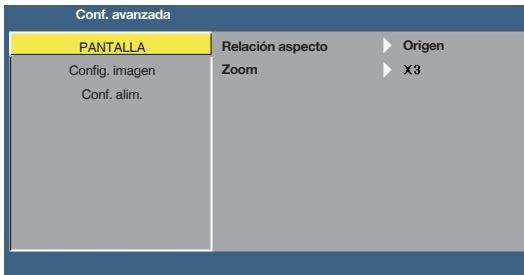 Conf. avanzada
PANTALLA
Config. imagen
Conf. alim.
Relación aspecto Origen
Zoom X3